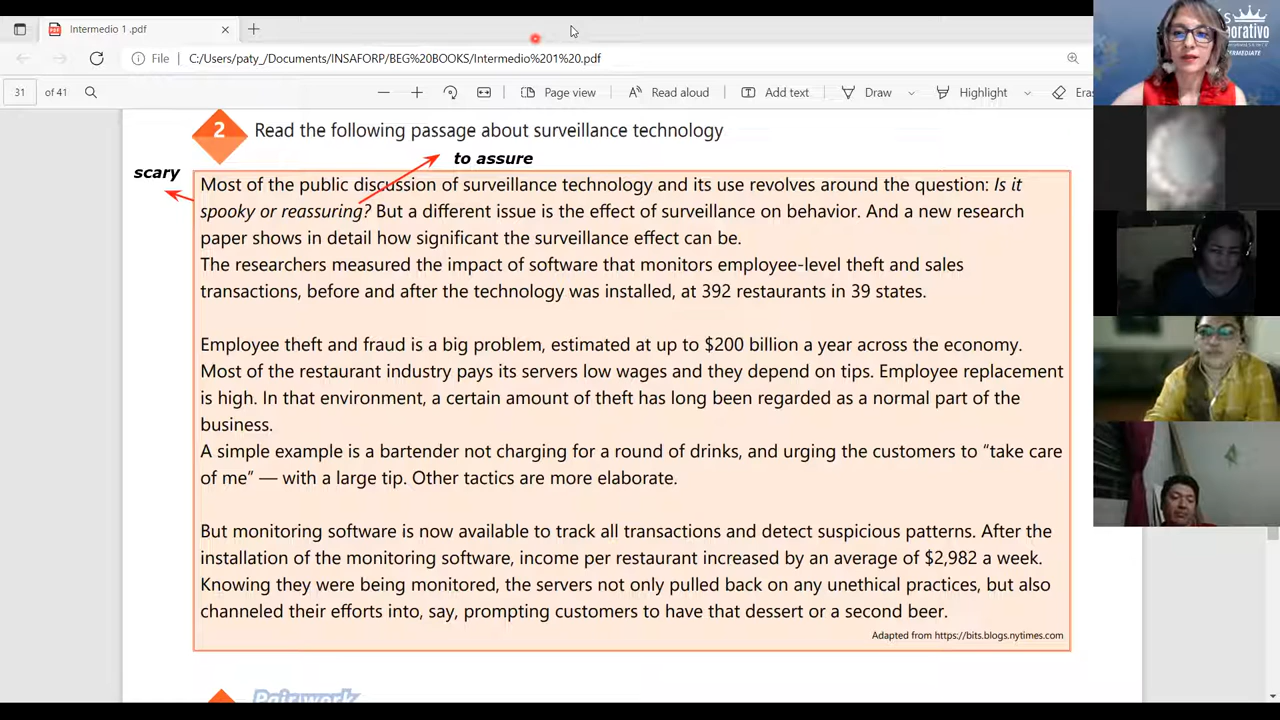 Intermedio 1 .pdf
File
C:/Users/paty_/Documents/INSAFORP/BEG%20BOOKS/Intermedio%201%20.pdf
31 of 41
Page view
Read aloud
Add text
Draw
Highlight
Eras
orativo
2 Read the following passage about surveillance technology
scary
to assure
Most of the public discussion of surveillance technology and its use revolves around the question: Is it
spooky or reassuring? But a different issue is the effect of surveillance on behavior. And a new research
paper shows in detail how significant the surveillance effect can be.
The researchers measured the impact of software that monitors employee-level theft and sales
transactions, before and after the technology was installed, at 392 restaurants in 39 states.
Employee theft and fraud is a big problem, estimated at up to $200 billion a year across the economy.
Most of the restaurant industry pays its servers low wages and they depend on tips. Employee replacement
is high. In that environment, a certain amount of theft has long been regarded as a normal part of the
business.
A simple example is a bartender not charging for a round of drinks, and urging the customers to “take care
of me” — with a large tip. Other tactics are more elaborate.
But monitoring software is now available to track all transactions and detect suspicious patterns. After the
installation of the monitoring software, income per restaurant increased by an average of $2,982 a week.
Knowing they were being monitored, the servers not only pulled back on any unethical practices, but also
channeled their efforts into, say, prompting customers to have that dessert or a second beer.
Adapted from https://bits.blogs.nytimes.com
Pair work